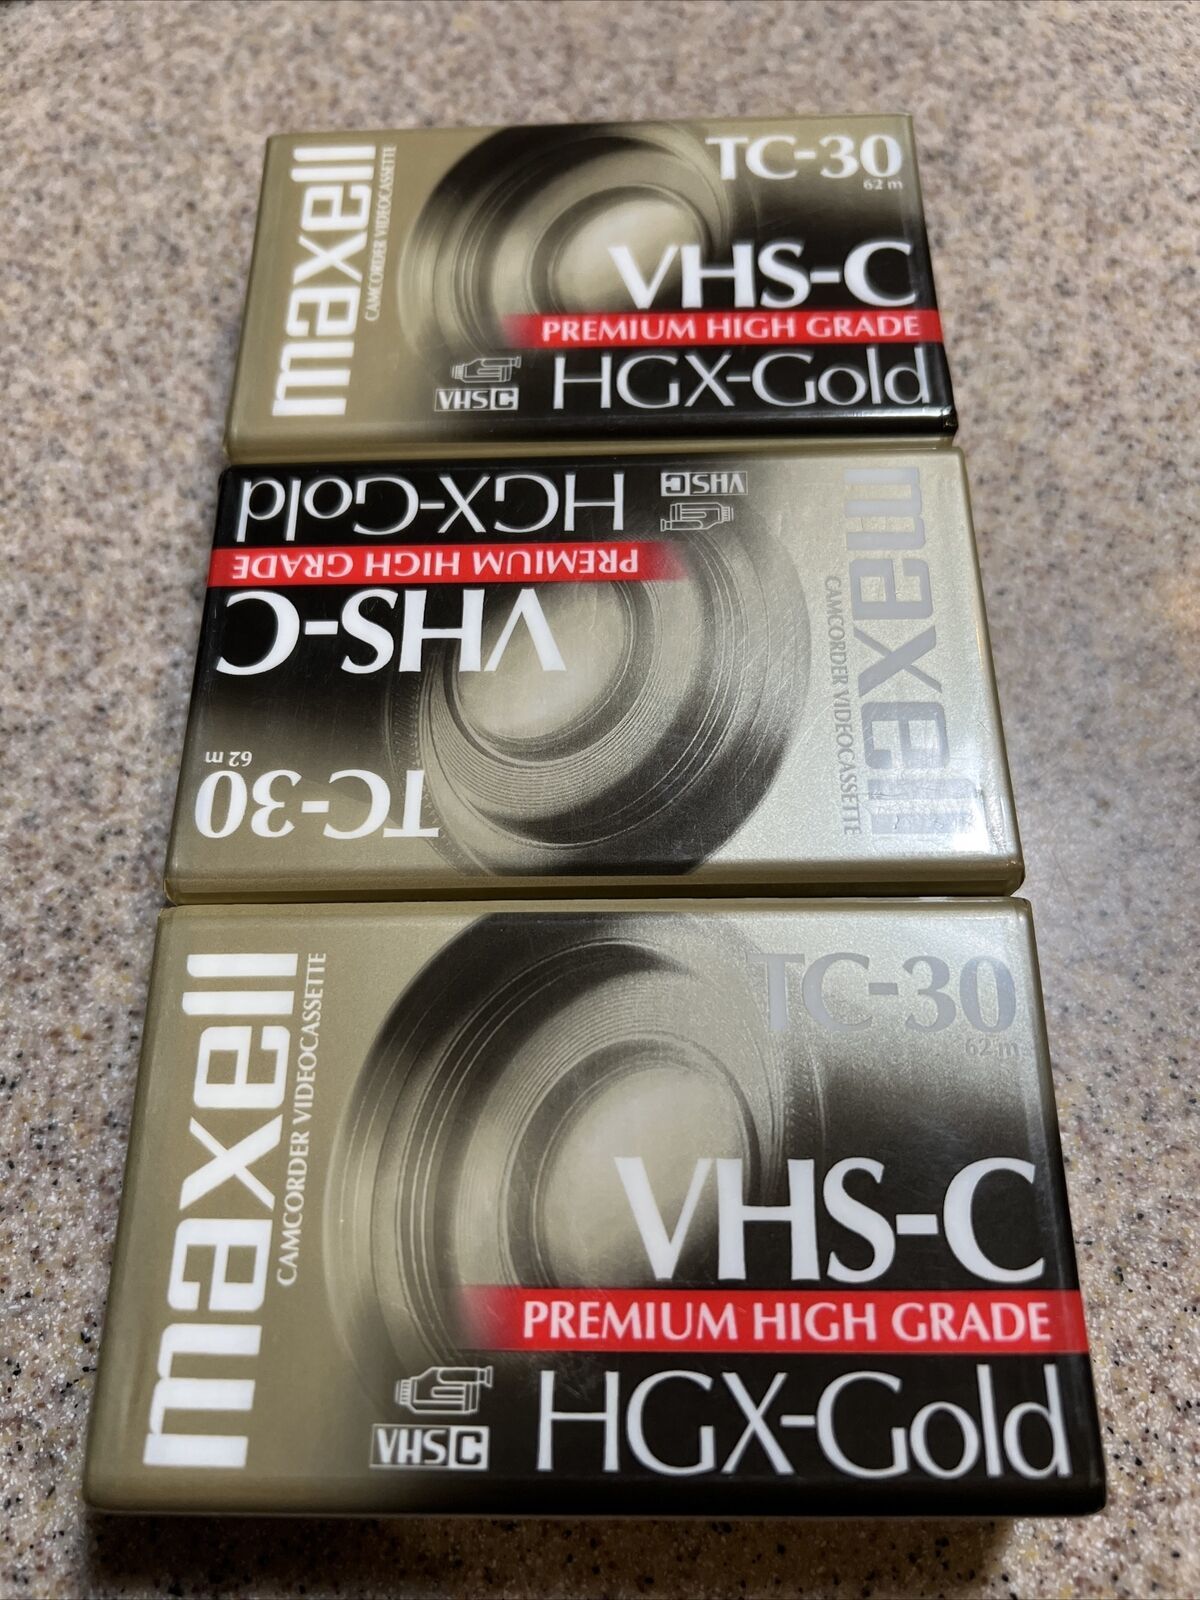 maxell
CAMCORDER VIDEOCASSETTE
TC-30
62 m
VHS-C
PREMIUM HIGH GRADE
HGX-Gold
VHS C
maxell
CAMCORDER VIDEOCASSETTE
TC-30
62 m
VHS-C
PREMIUM HIGH GRADE
HGX-Gold
VHS C
maxell
CAMCORDER VIDEOCASSETTE
TC-30
62 m
VHS-C
PREMIUM HIGH GRADE
HGX-Gold
VHS C